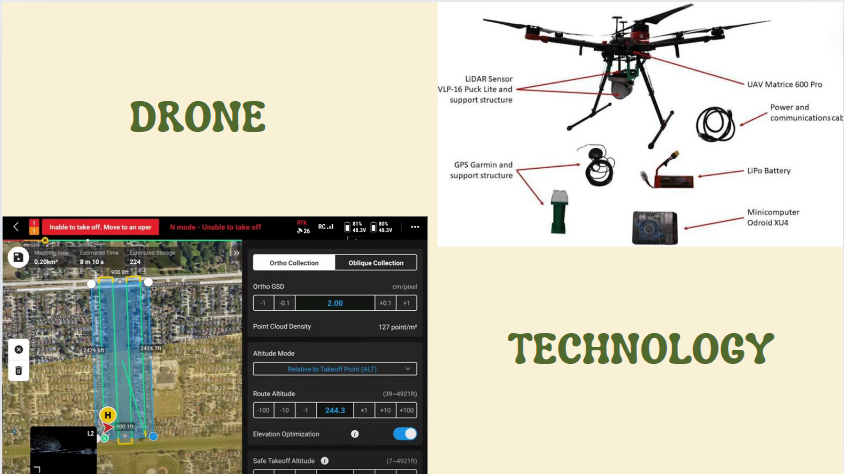 DRONE
LiDAR Sensor
VLP-16 Puck Lite and
support structure
UAV Matrice 600 Pro
Power and
communications cab
GPS Garmin and
support structure
LiPo Battery
Minicomputer
Odroid XU4
1
1
Inable to take off. Move to an oper
N mode - Unable to take off
RTK
26
RC
81%
48.3V
80%
48.3V
Mapping Area
Estimated Time
Estimated Storage
0.20km²
8 m 10 s
224
900.8ft
2429.6ft
2424.7ft
900.1ft
H
L2
Ortho Collection
Oblique Collection
Ortho GSD
cm/pixel
-1
-0.1
2.00
+0.1
+1
Point Cloud Density
127 point/m²
Altitude Mode
Relative to Takeoff Point (ALT)
Route Altitude
(39~4921ft)
-100
-10
-1
244.3
+1
+10
+100
Elevation Optimization
Safe Takeoff Altitude
(7~4921ft)
TECHNOLOGY